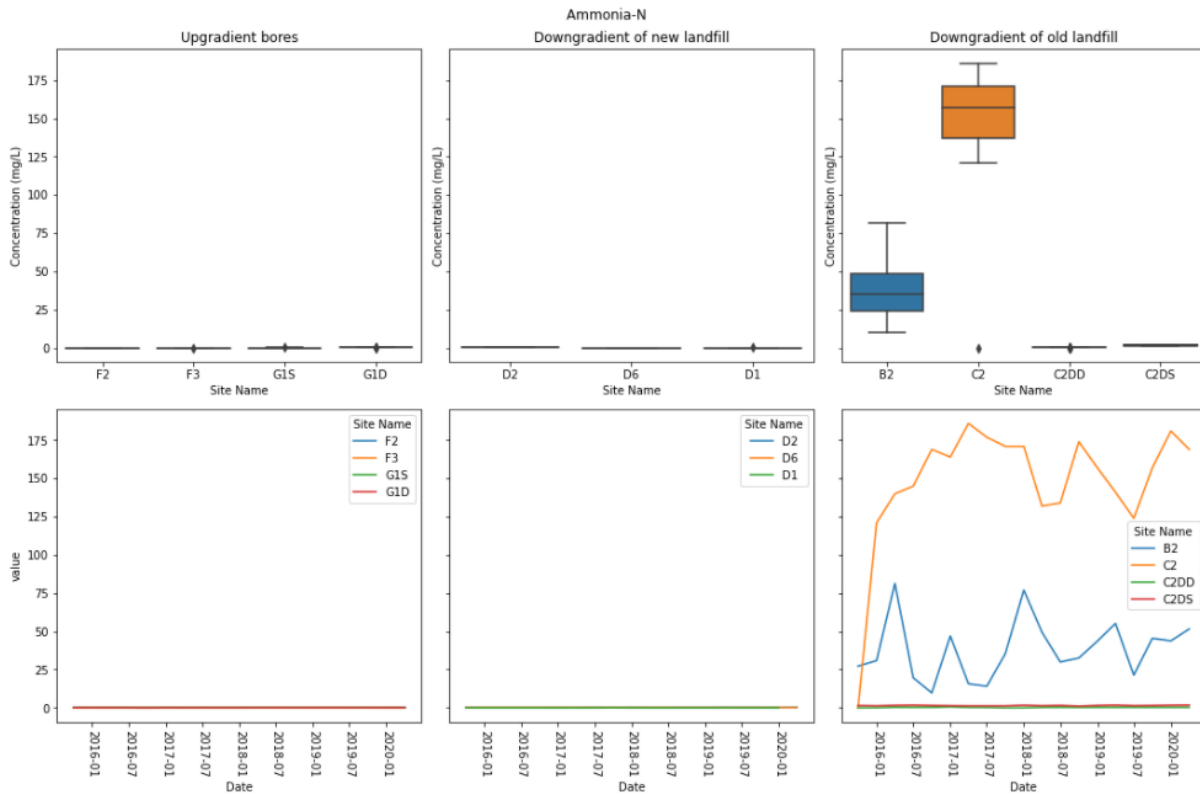 Ammonia-N
Upgradient bores
Downgradient of new landfill
Downgradient of old landfill
Concentration (mg/L)
175
150
125
100
75
50
25
0
F2 F3 G1S G1D
Site Name
Concentration (mg/L)
D2 D6 D1
Site Name
Concentration (mg/L)
B2 C2 C2DD C2DS
Site Name
value
175
150
125
100
75
50
25
0
Site Name
F2
F3
G1S
G1D
2016-01 2016-07 2017-01 2017-07 2018-01 2018-07 2019-01 2019-07 2020-01
Date
Site Name
D2
D6
D1
2016-01 2016-07 2017-01 2017-07 2018-01 2018-07 2019-01 2019-07 2020-01
Date
Site Name
B2
C2
C2DD
C2DS
2016-01 2016-07 2017-01 2017-07 2018-01 2018-07 2019-01 2019-07 2020-01
Date